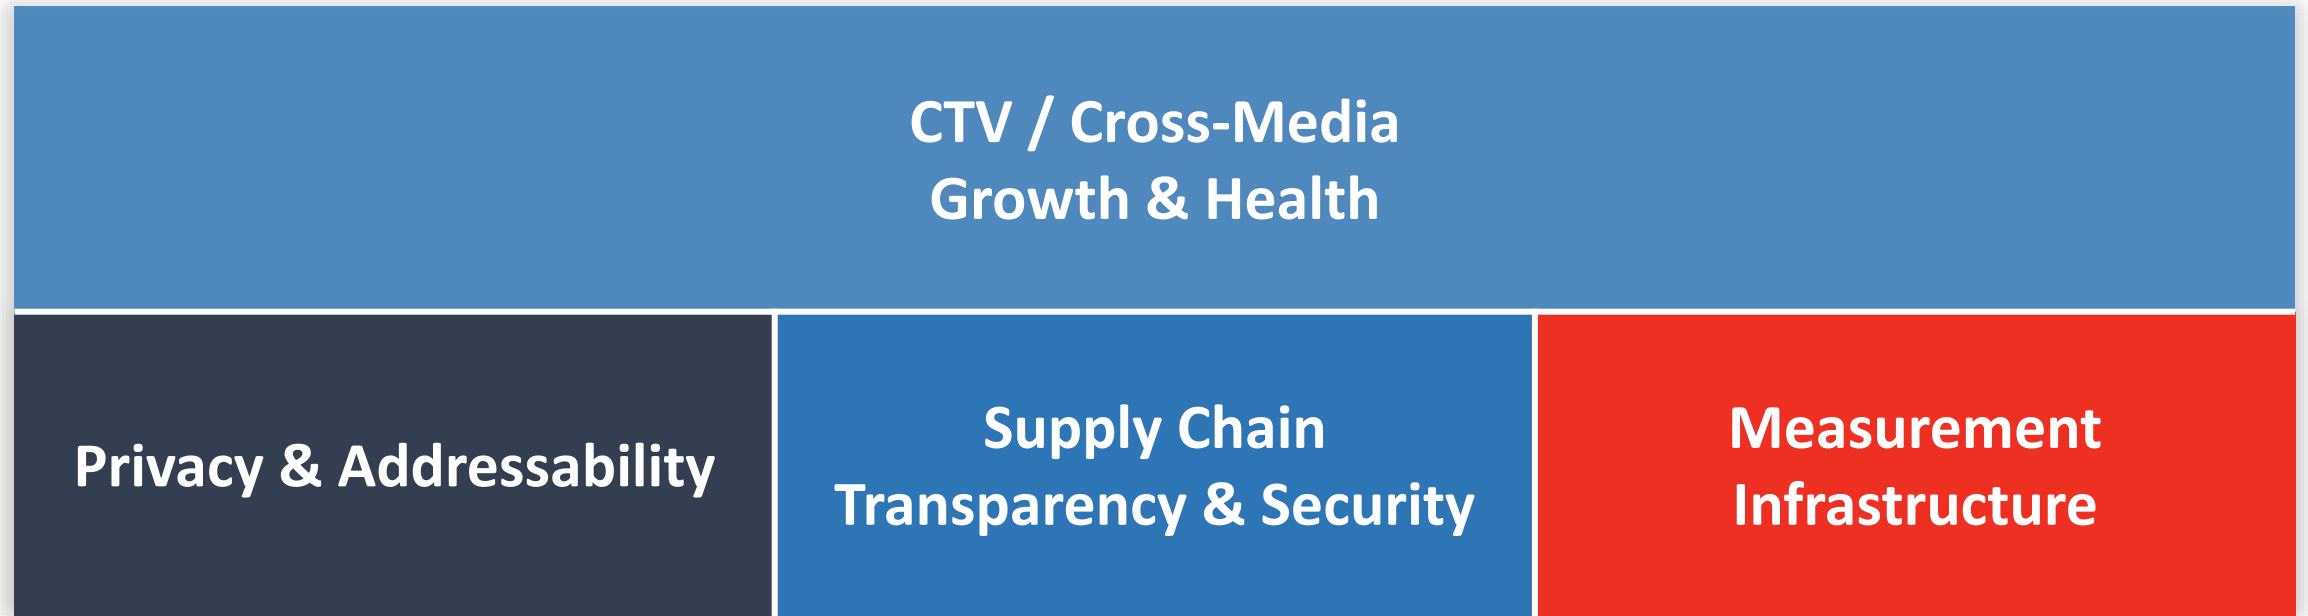 CTV / Cross-Media
Growth & Health
Privacy & Addressability
Supply Chain
Transparency & Security
Measurement
Infrastructure